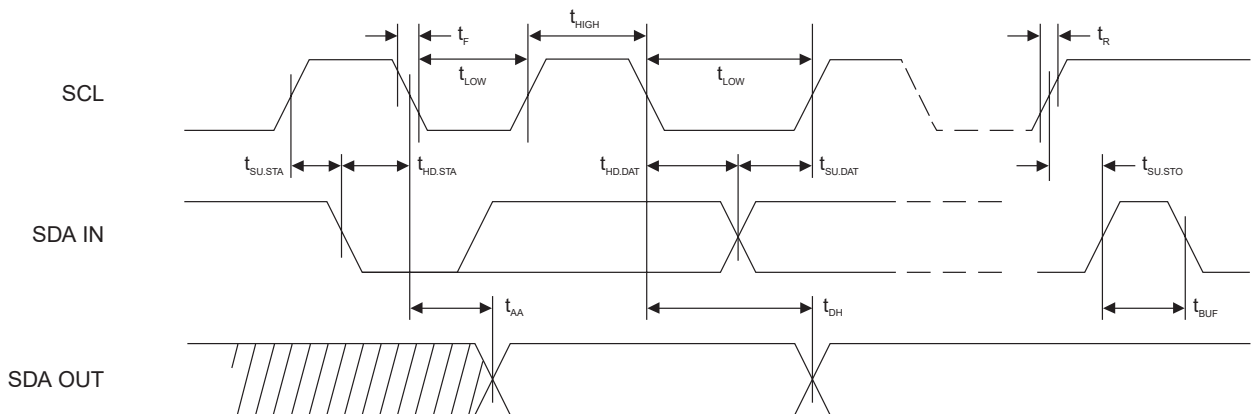 t_HIGH
t_F
t_R
t_LOW
t_LOW
SCL
t_SU.STA
t_HD.STA
t_HD.DAT
t_SU.DAT
t_SU.STO
SDA IN
t_AA
t_DH
t_BUF
SDA OUT